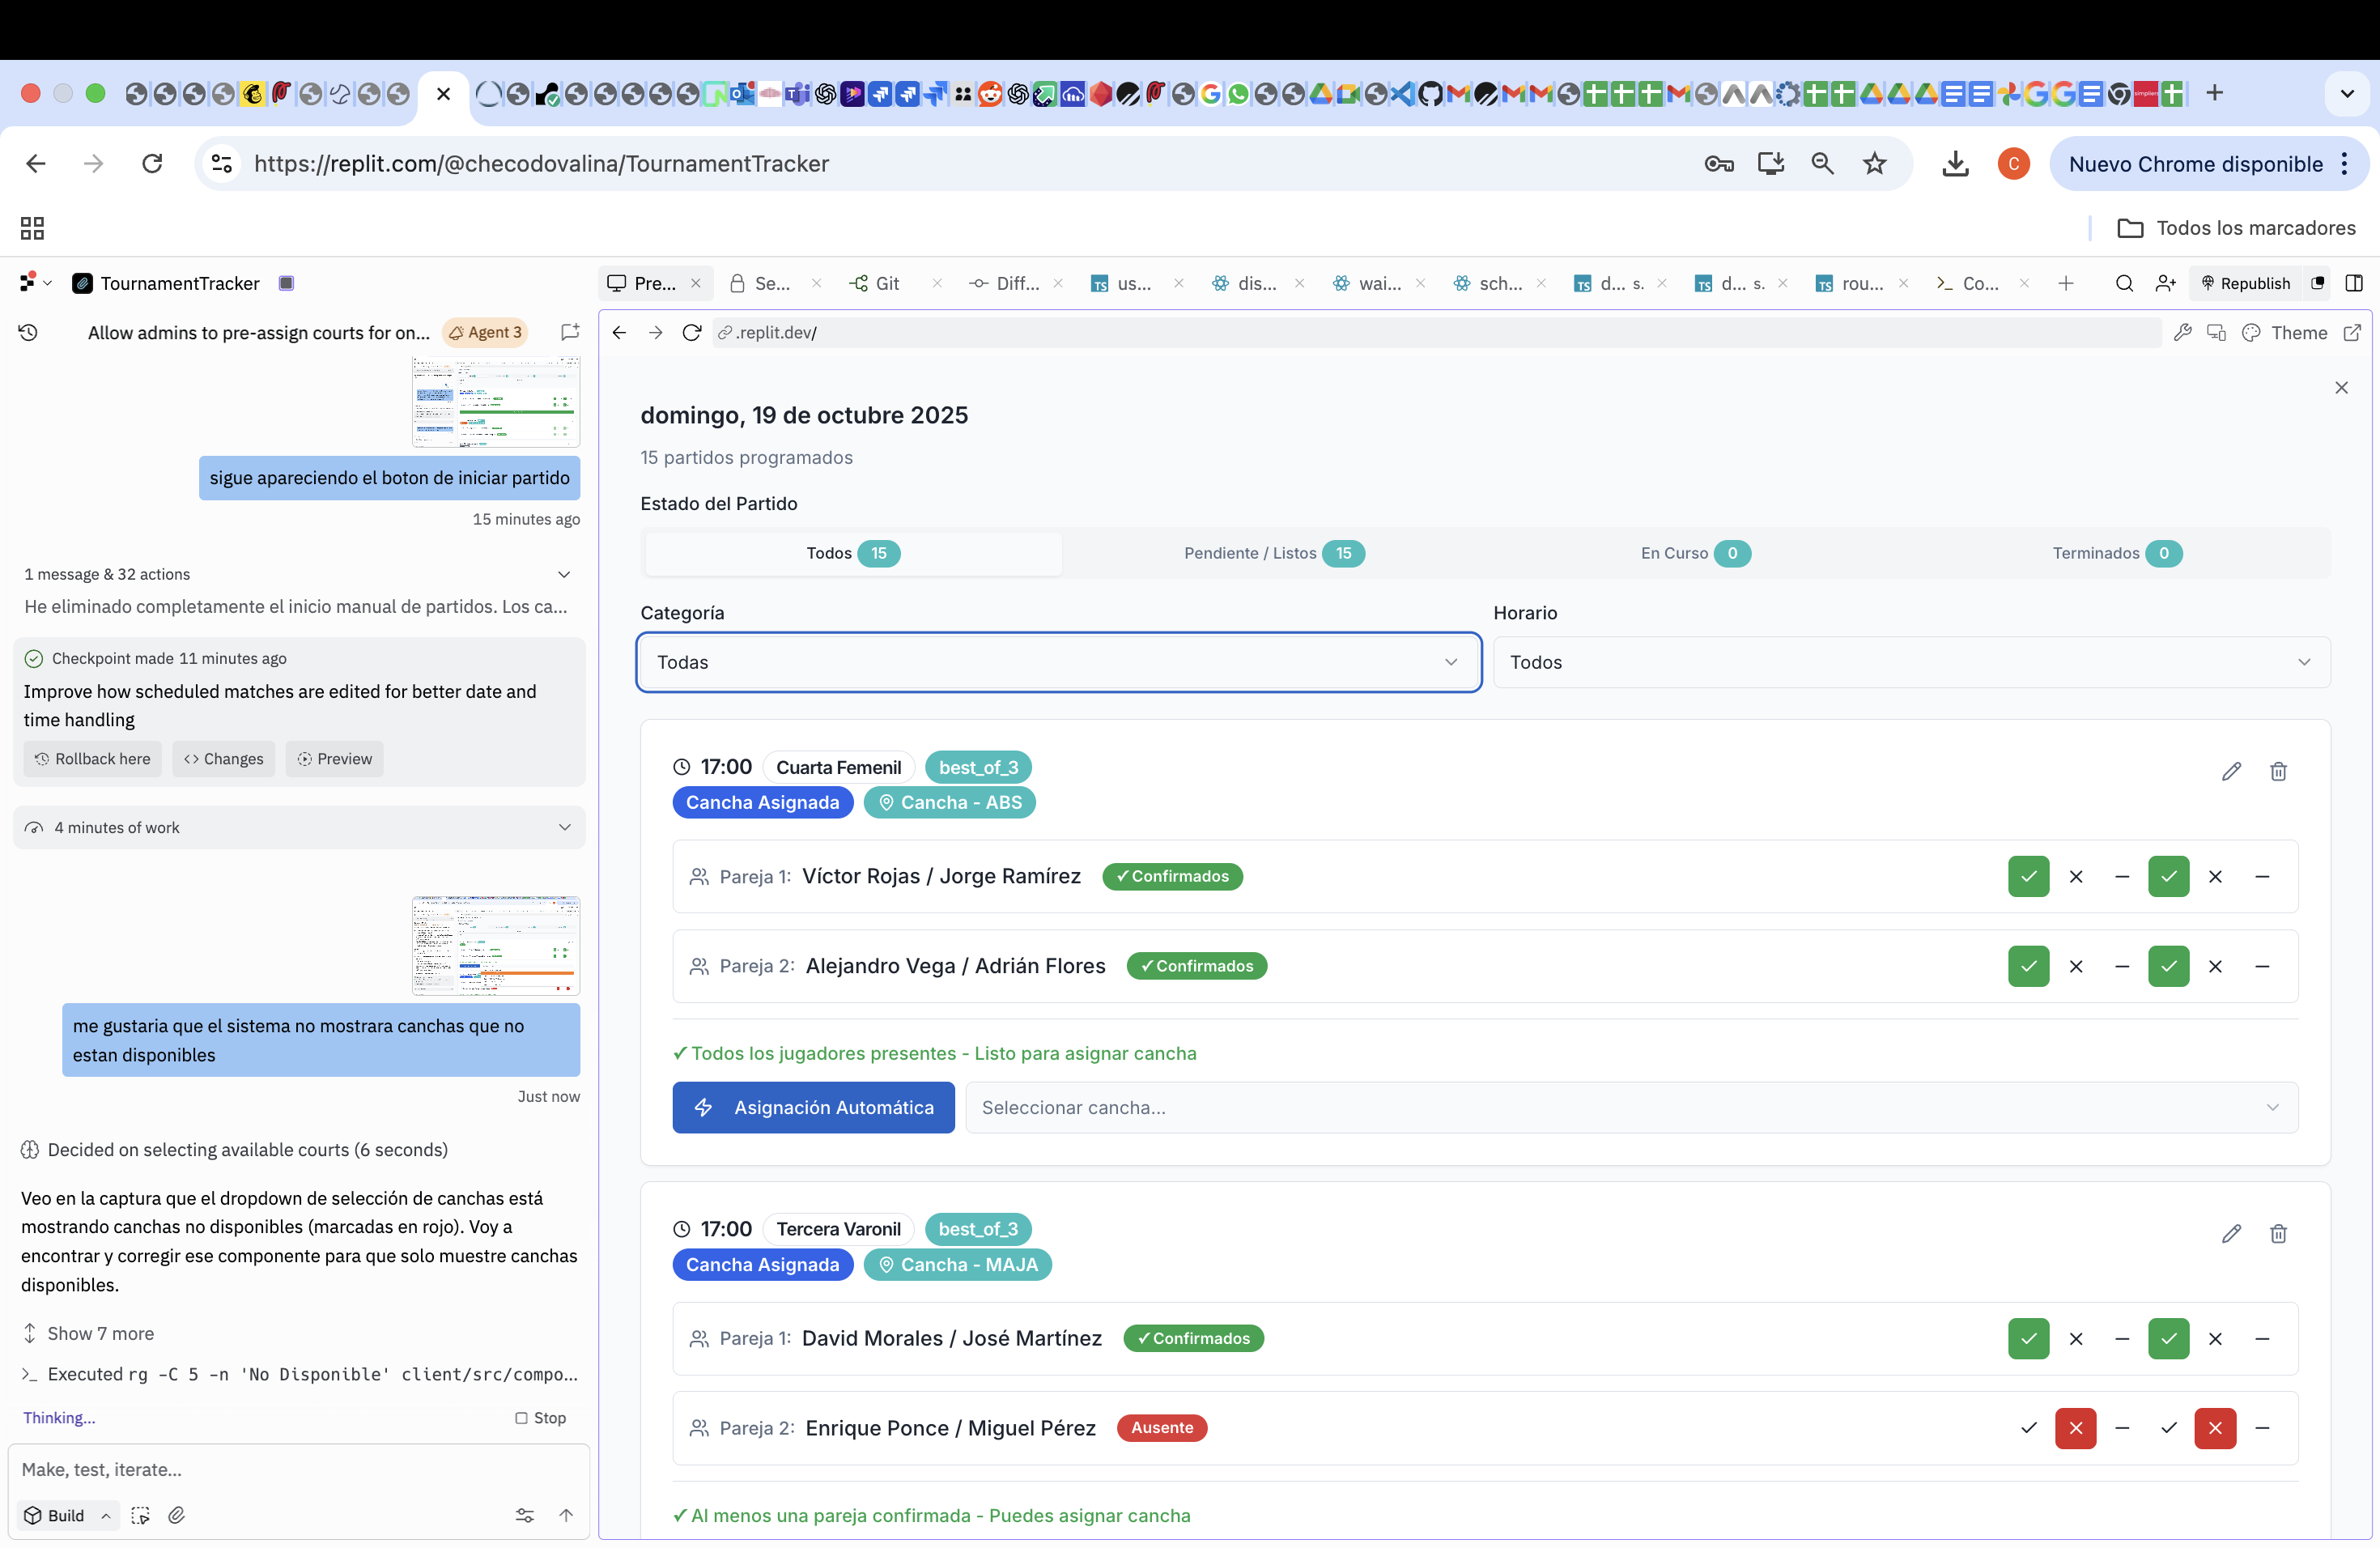 https://replit.com/@checodovalina/TournamentTracker
C
Nuevo Chrome disponible
Todos los marcadores
TournamentTracker
Pre...
Se...
Git
Diff...
TS us...
dis...
wai...
sch...
TS d... s.
TS d... s.
TS rou...
Co...
Republish
Allow admins to pre-assign courts for on...
Agent 3
sigue apareciendo el boton de iniciar partido
15 minutes ago
1 message & 32 actions
He eliminado completamente el inicio manual de partidos. Los ca...
Checkpoint made 11 minutes ago
Improve how scheduled matches are edited for better date and
time handling
Rollback here
Changes
Preview
4 minutes of work
me gustaria que el sistema no mostrara canchas que no
estan disponibles
Just now
Decided on selecting available courts (6 seconds)
Veo en la captura que el dropdown de selección de canchas está
mostrando canchas no disponibles (marcadas en rojo). Voy a
encontrar y corregir ese componente para que solo muestre canchas
disponibles.
Show 7 more
Executed rg -C 5 -n 'No Disponible' client/src/compo...
Thinking...
Stop
Make, test, iterate...
Build
.replit.dev/
Theme
domingo, 19 de octubre 2025
15 partidos programados
Estado del Partido
Todos 15
Pendiente / Listos 15
En Curso 0
Terminados 0
Categoría
Horario
Todas
Todos
17:00 Cuarta Femenil best_of_3
Cancha Asignada Cancha - ABS
Pareja 1: Víctor Rojas / Jorge Ramírez ✓ Confirmados
Pareja 2: Alejandro Vega / Adrián Flores ✓ Confirmados
✓ Todos los jugadores presentes - Listo para asignar cancha
Asignación Automática
Seleccionar cancha...
17:00 Tercera Varonil best_of_3
Cancha Asignada Cancha - MAJA
Pareja 1: David Morales / José Martínez ✓ Confirmados
Pareja 2: Enrique Ponce / Miguel Pérez Ausente
✓ Al menos una pareja confirmada - Puedes asignar cancha